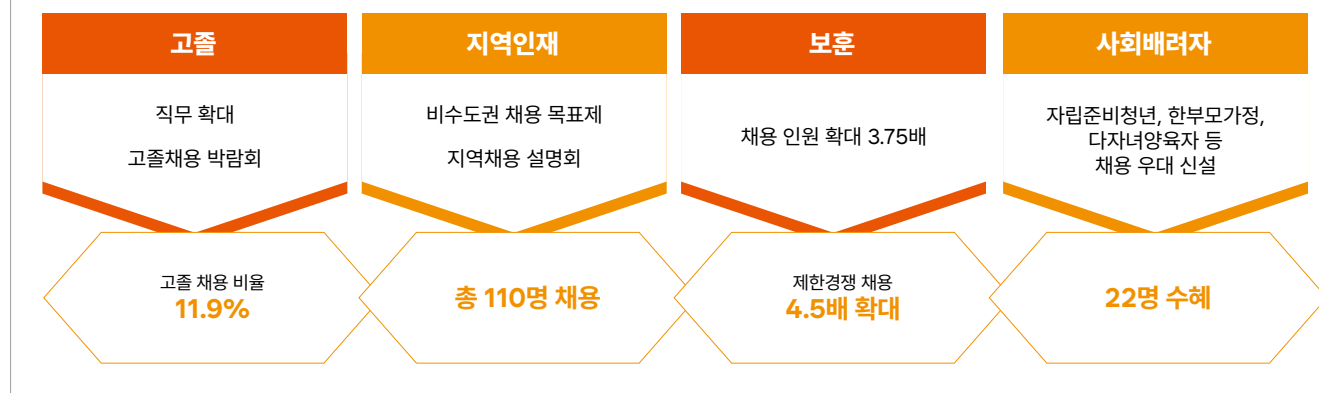 고졸
직무 확대
고졸채용 박람회
고졸 채용 비율
11.9%
지역인재
비수도권 채용 목표제
지역채용 설명회
총 110명 채용
보훈
채용 인원 확대 3.75배
제한경쟁 채용
4.5배 확대
사회배려자
자립준비청년, 한부모가정,
다자녀양육자 등
채용 우대 신설
22명 수혜